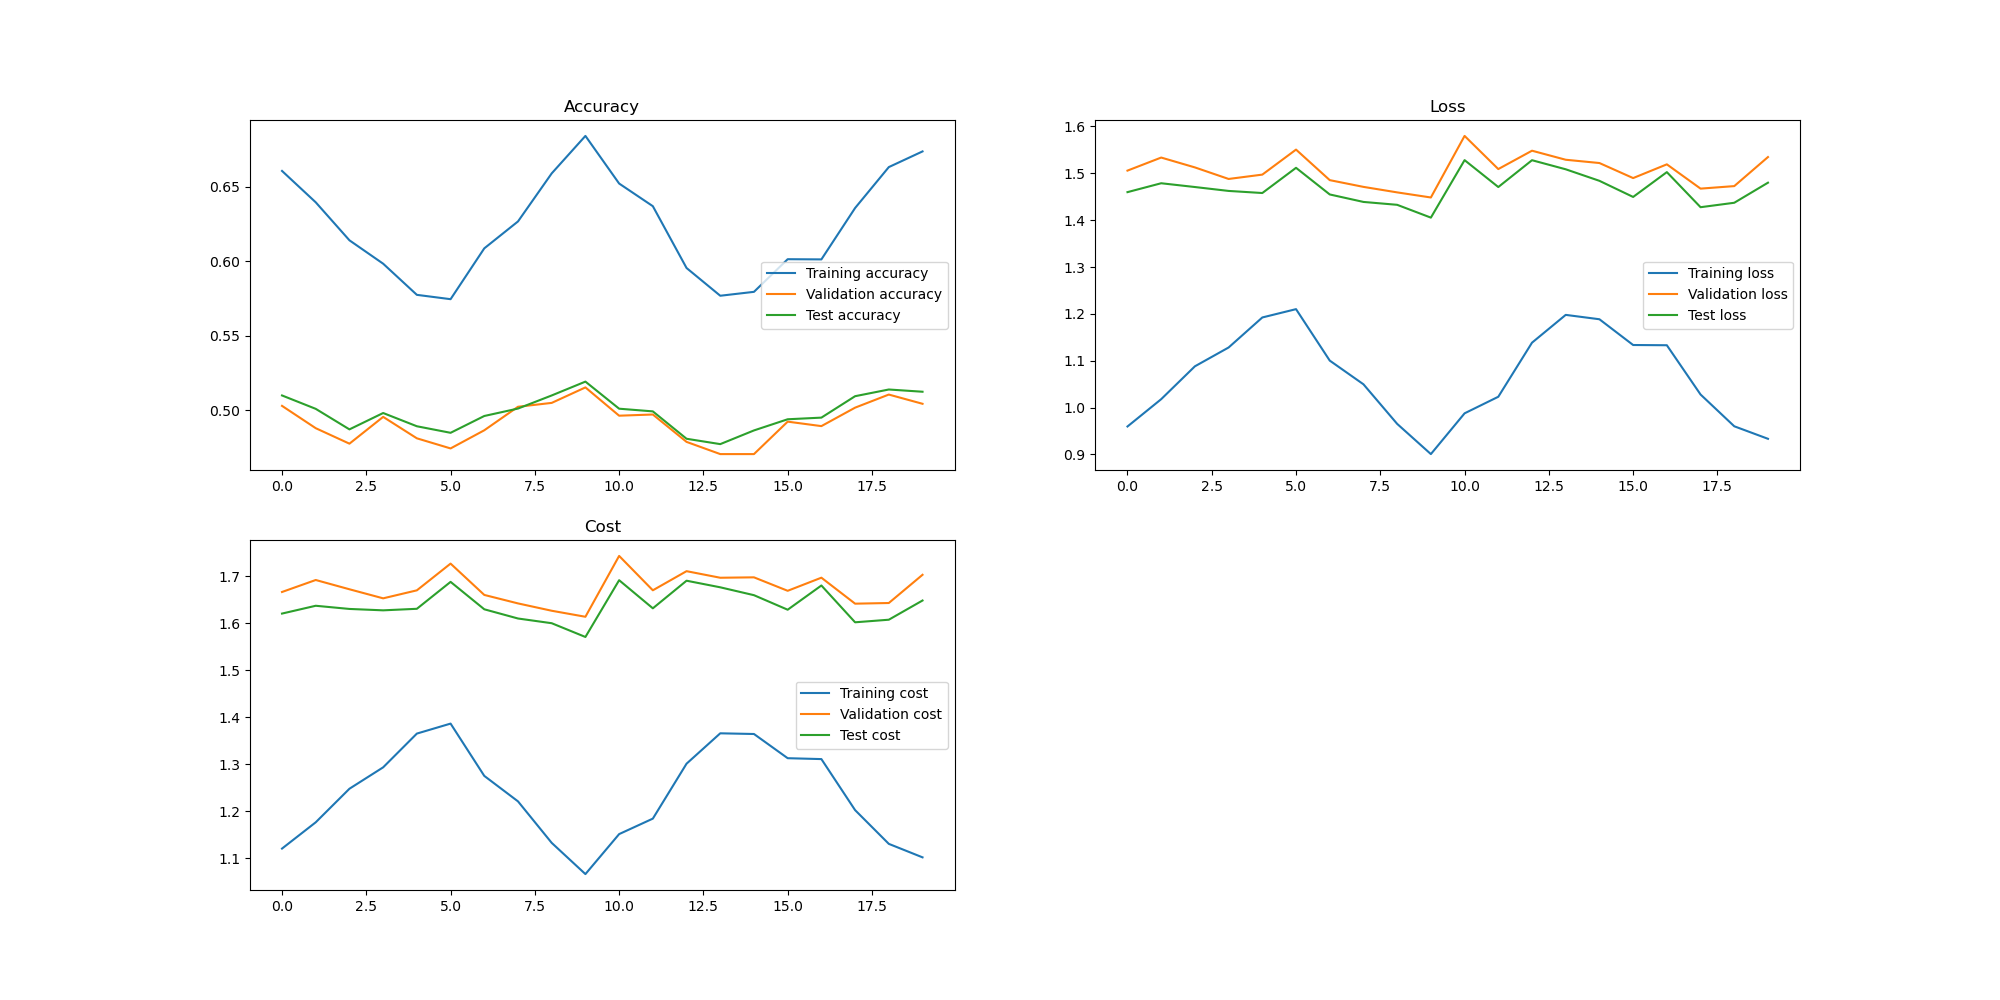 Accuracy
0.65
0.60
0.55
0.50
Training accuracy
Validation accuracy
Test accuracy
0.0 2.5 5.0 7.5 10.0 12.5 15.0 17.5
Loss
1.6
1.5
1.4
1.3
1.2
1.1
1.0
0.9
Training loss
Validation loss
Test loss
0.0 2.5 5.0 7.5 10.0 12.5 15.0 17.5
Cost
1.7
1.6
1.5
1.4
1.3
1.2
1.1
Training cost
Validation cost
Test cost
0.0 2.5 5.0 7.5 10.0 12.5 15.0 17.5